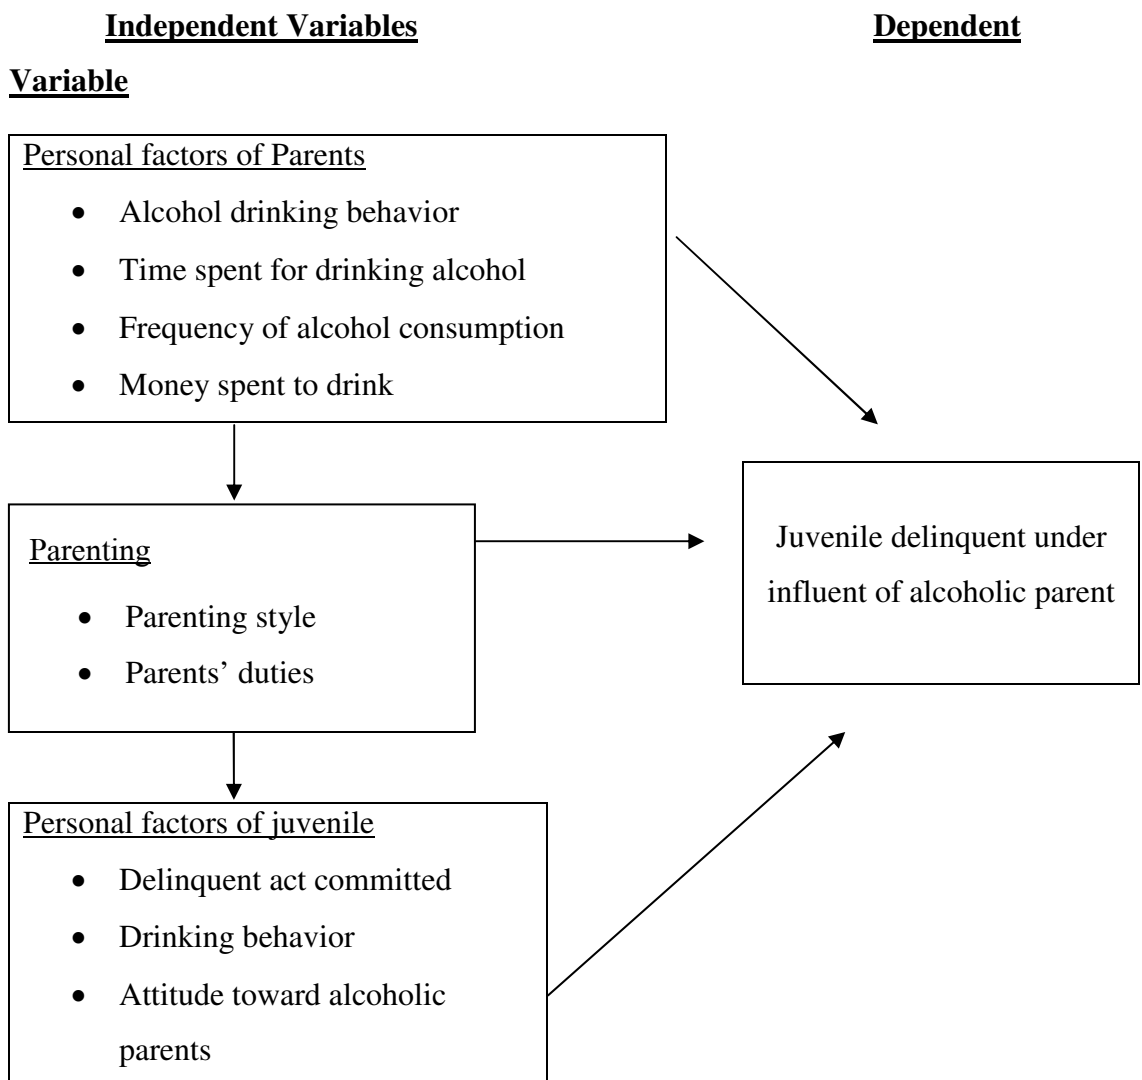 Independent Variables Dependent
Variable
Personal factors of Parents
• Alcohol drinking behavior
• Time spent for drinking alcohol
• Frequency of alcohol consumption
• Money spent to drink
Parenting
• Parenting style
• Parents’ duties
Juvenile delinquent under
influent of alcoholic parent
Personal factors of juvenile
• Delinquent act committed
• Drinking behavior
• Attitude toward alcoholic
parents